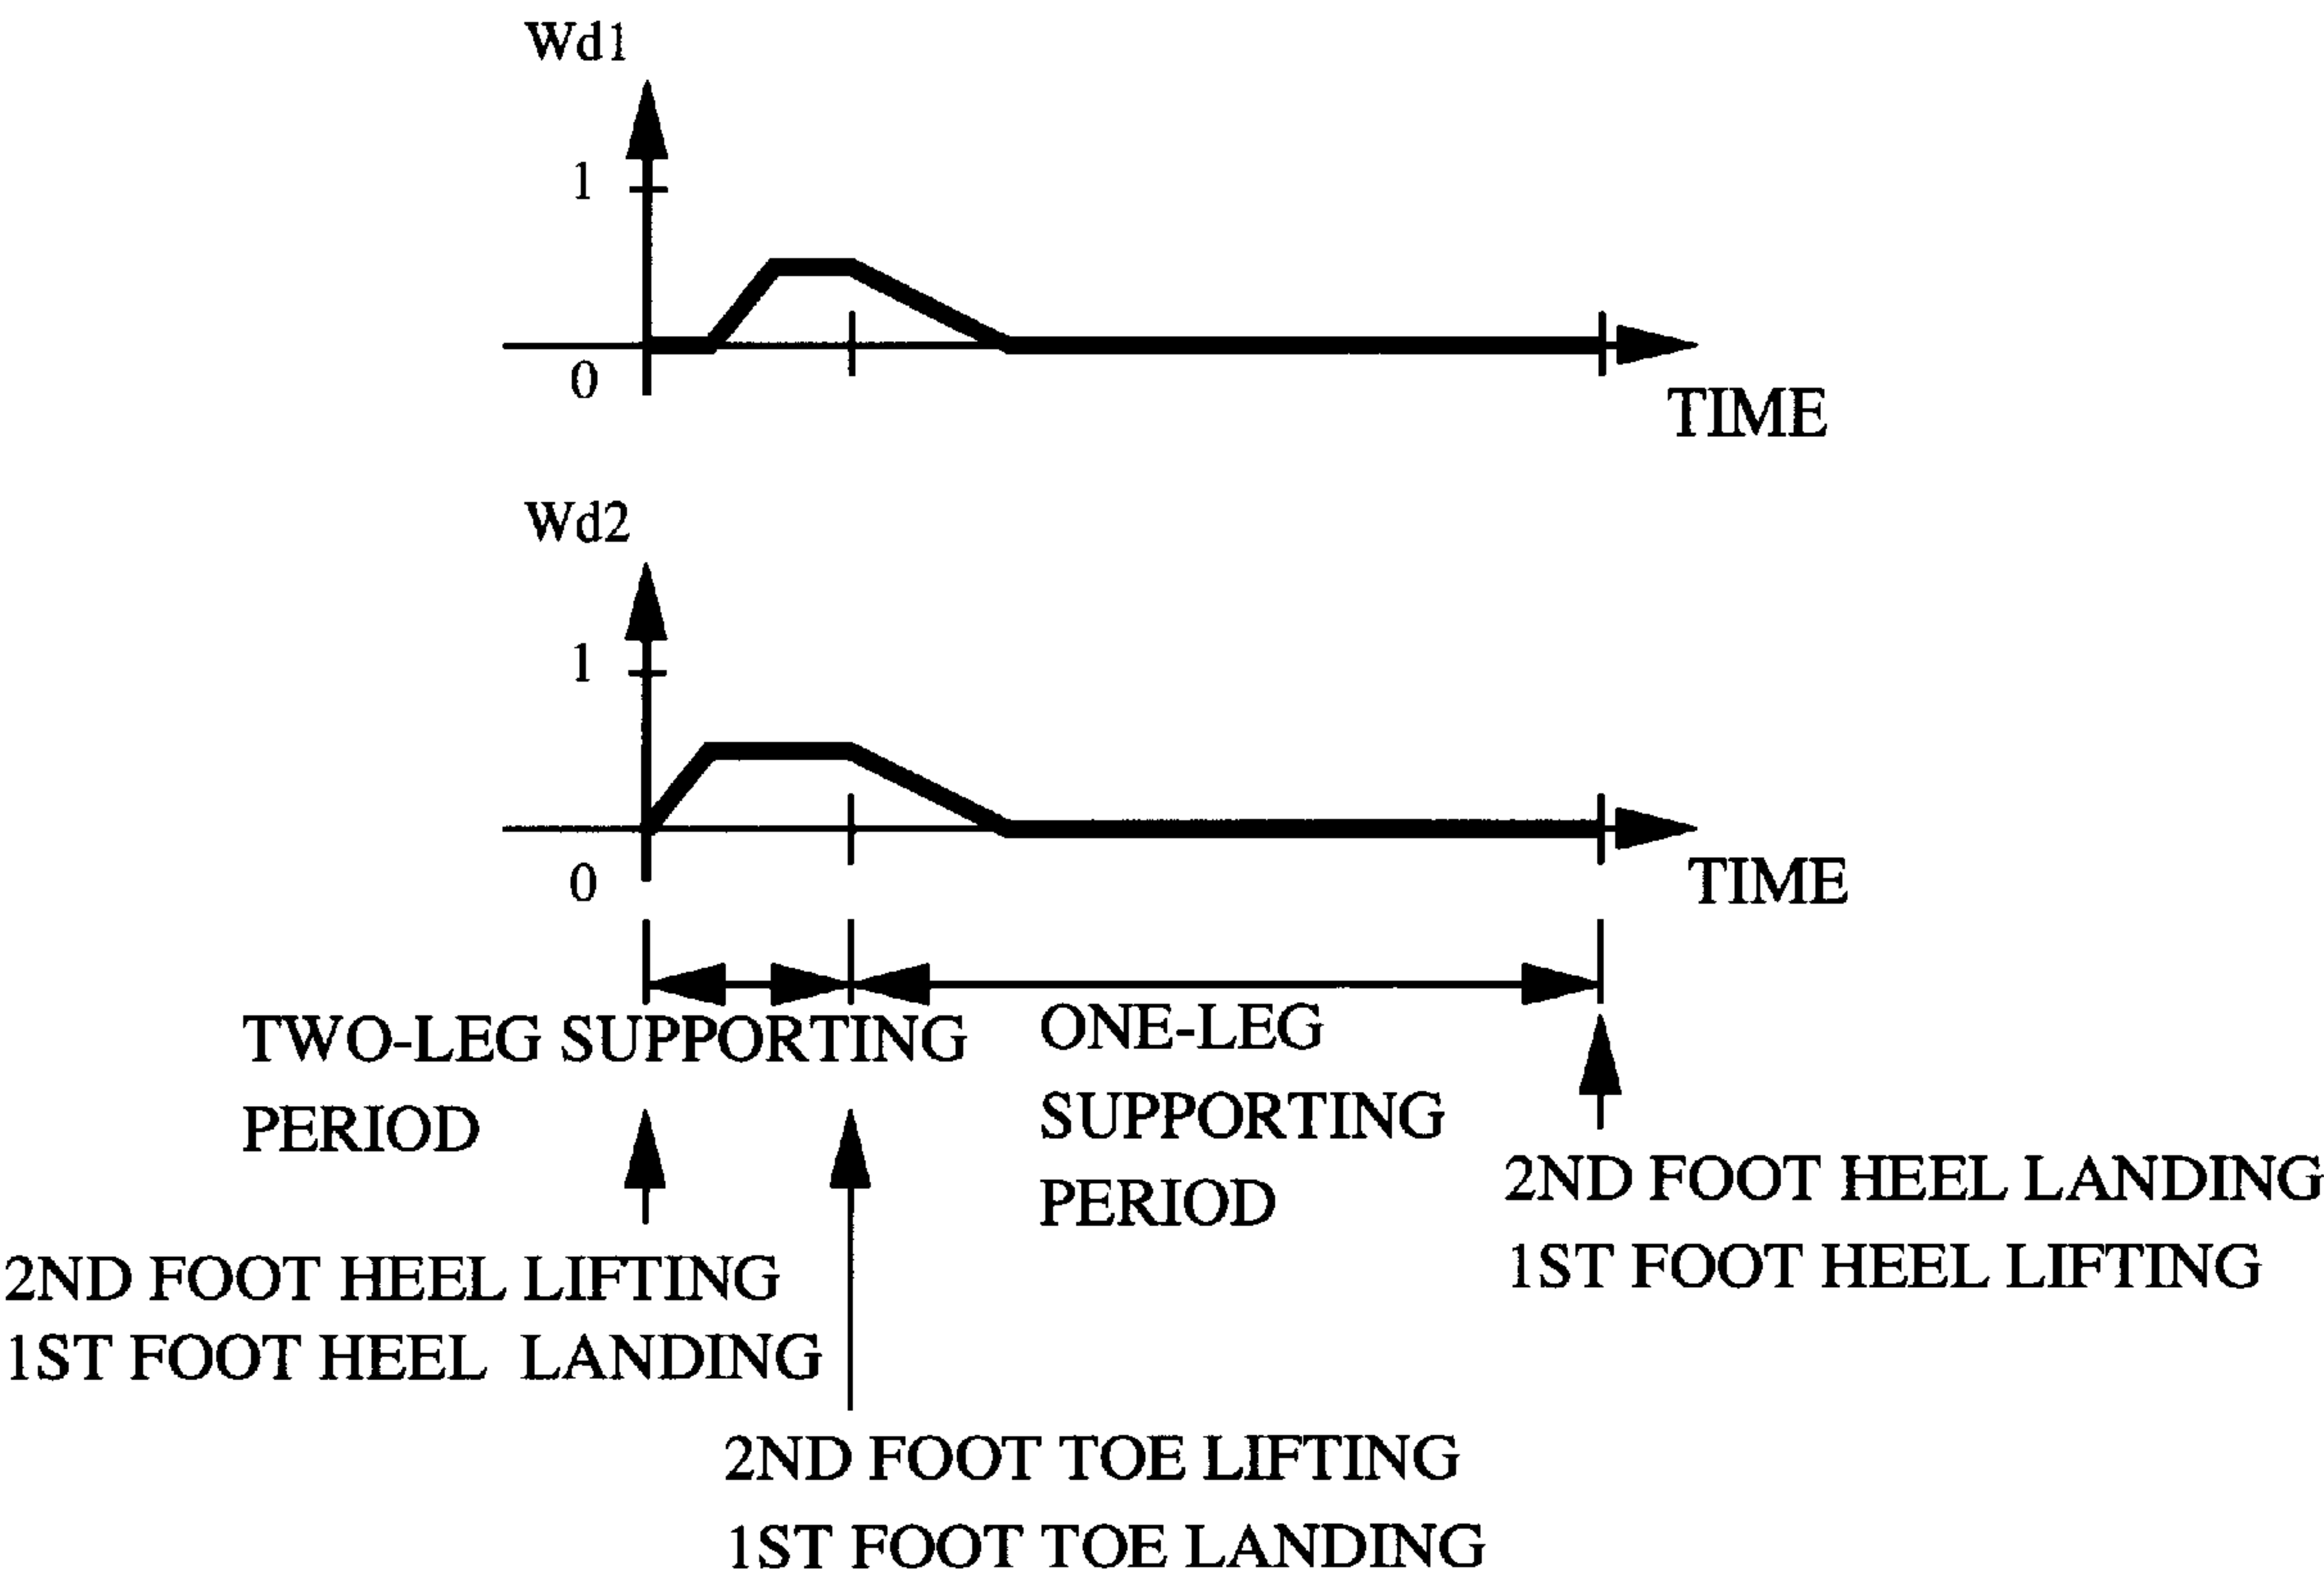 Wd1
1
0
TIME
Wd2
1
0
TIME
TWO-LEG SUPPORTING
PERIOD
ONE-LEG
SUPPORTING
PERIOD
2ND FOOT HEEL LANDING
1ST FOOT HEEL LIFTING
2ND FOOT HEEL LIFTING
1ST FOOT HEEL LANDING
2ND FOOT TOE LIFTING
1ST FOOT TOE LANDING